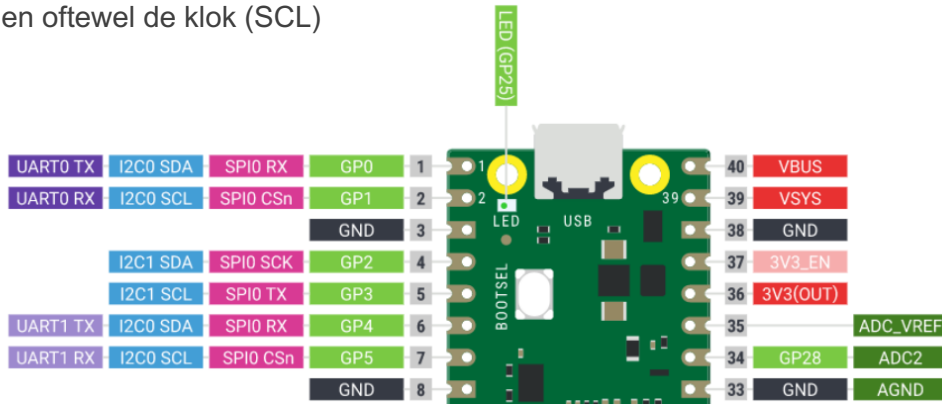 en oftewel de klok (SCL)
LED (GP25)
UART0 TX I2C0 SDA SPI0 RX GP0 1 1 40 VBUS
UART0 RX I2C0 SCL SPI0 CSn GP1 2 2 39 39 VSYS
GND 3 LED USB 38 GND
I2C1 SDA SPI0 SCK GP2 4 37 3V3_EN
I2C1 SCL SPI0 TX GP3 5 BOOTSEL 36 3V3(OUT)
UART1 TX I2C0 SDA SPI0 RX GP4 6 35 ADC_VREF
UART1 RX I2C0 SCL SPI0 CSn GP5 7 34 GP28 ADC2
GND 8 33 GND AGND